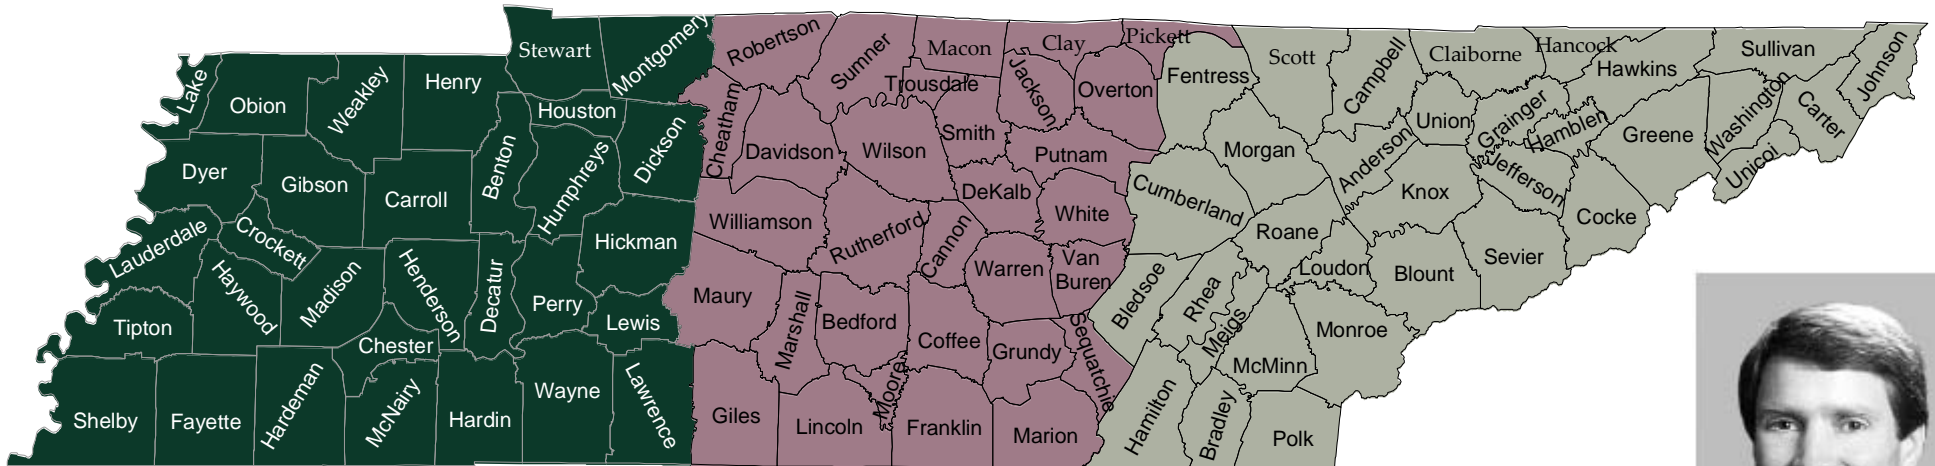 Lake
Obion
Weakley
Henry
Stewart
Montgomery
Robertson
Sumner
Macon
Clay
Pickett
Fentress
Scott
Campbell
Claiborne
Hancock
Hawkins
Sullivan
Johnson
Carter
Washington
Unicoi
Greene
Hamblen
Grainger
Union
Jefferson
Cocke
Dyer
Gibson
Carroll
Benton
Houston
Humphreys
Dickson
Cheatham
Davidson
Wilson
Trousdale
Smith
Jackson
Overton
Putnam
Morgan
Anderson
Knox
Sevier
Lauderdale
Crockett
Haywood
Madison
Henderson
Decatur
Perry
Hickman
Lewis
Williamson
Rutherford
Cannon
DeKalb
White
Cumberland
Roane
Loudon
Blount
Tipton
Chester
Maury
Marshall
Bedford
Coffee
Warren
Van
Buren
Grundy
Sequatchie
Bledsoe
Rhea
Meigs
McMinn
Monroe
Shelby
Fayette
Hardeman
McNairy
Hardin
Wayne
Lawrence
Giles
Lincoln
Moore
Franklin
Marion
Hamilton
Bradley
Polk